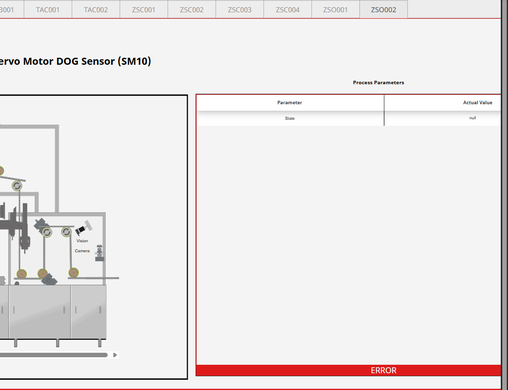 TAC001 TAC002 ZSC001 ZSC002 ZSC003 ZSC004 ZSO001 ZSO002
ervo Motor DOG Sensor (SM10)
Process Parameters
Parameter Actual Value
State null
Vision
Camera
ERROR